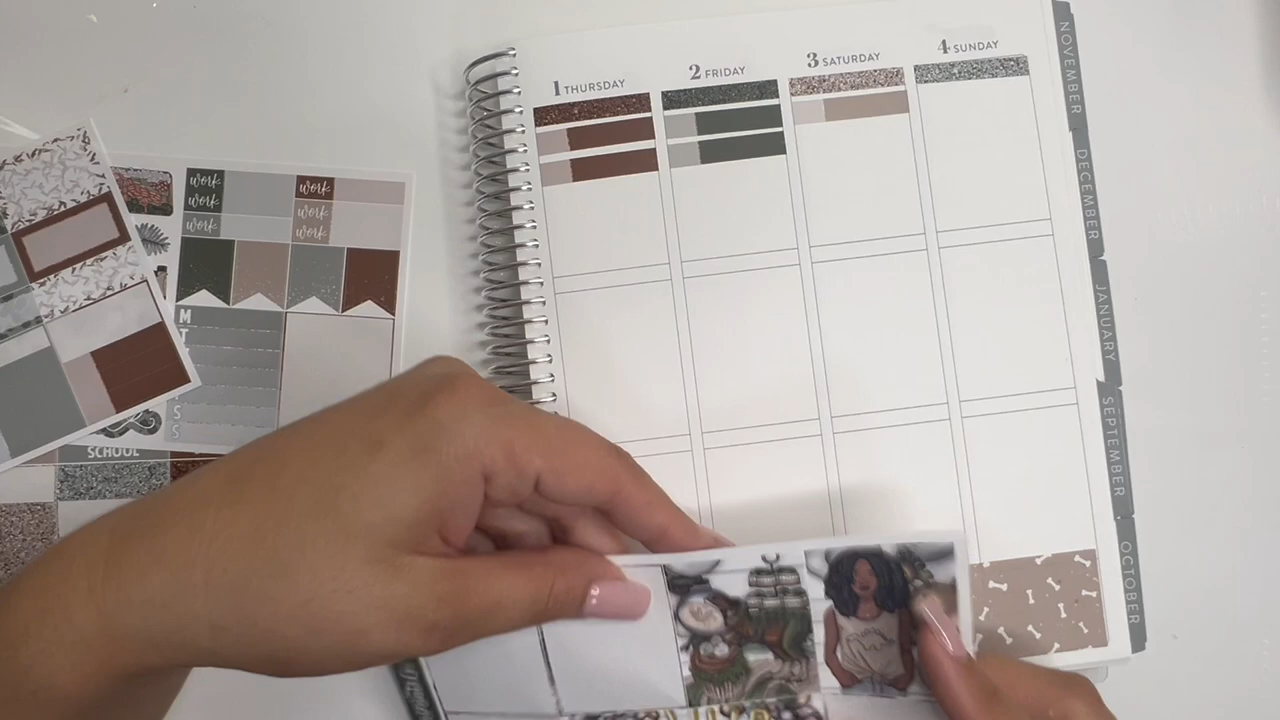 1 THURSDAY
2 FRIDAY
3 SATURDAY
4 SUNDAY
NOVEMBER
DECEMBER
JANUARY
SEPTEMBER
OCTOBER
work
work
work
work
work
work
M
T
S
S
SCHOOL